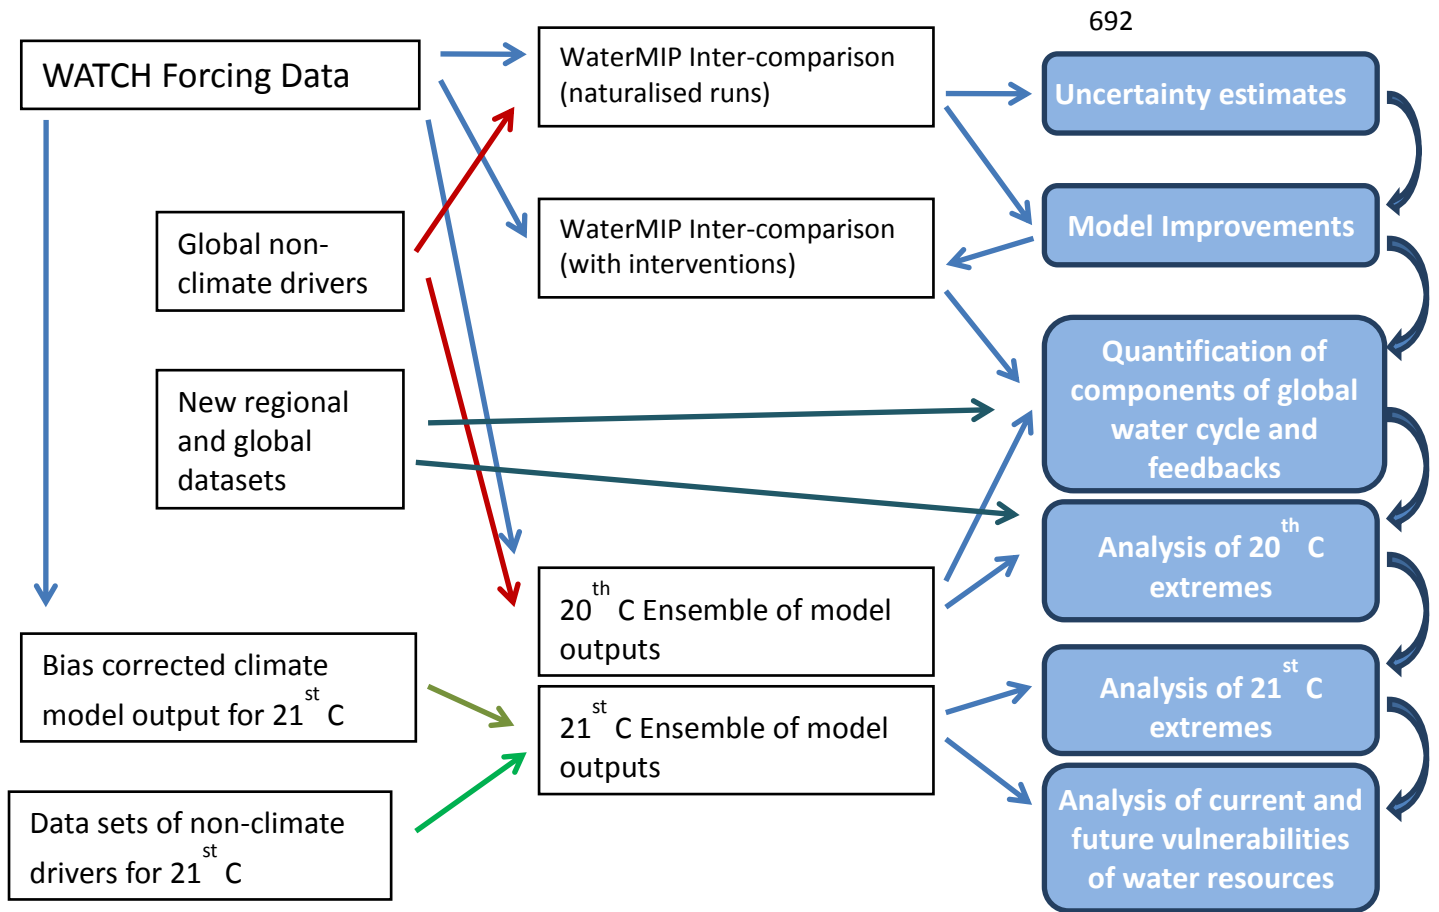 692
WATCH Forcing Data
Global non-
climate drivers
New regional
and global
datasets
Bias corrected climate
model output for 21st C
Data sets of non-climate
drivers for 21st C
WaterMIP Inter-comparison
(naturalised runs)
WaterMIP Inter-comparison
(with interventions)
20th C Ensemble of model
outputs
21st C Ensemble of model
outputs
Uncertainty estimates
Model Improvements
Quantification of
components of global
water cycle and
feedbacks
Analysis of 20th C
extremes
Analysis of 21st C
extremes
Analysis of current and
future vulnerabilities
of water resources